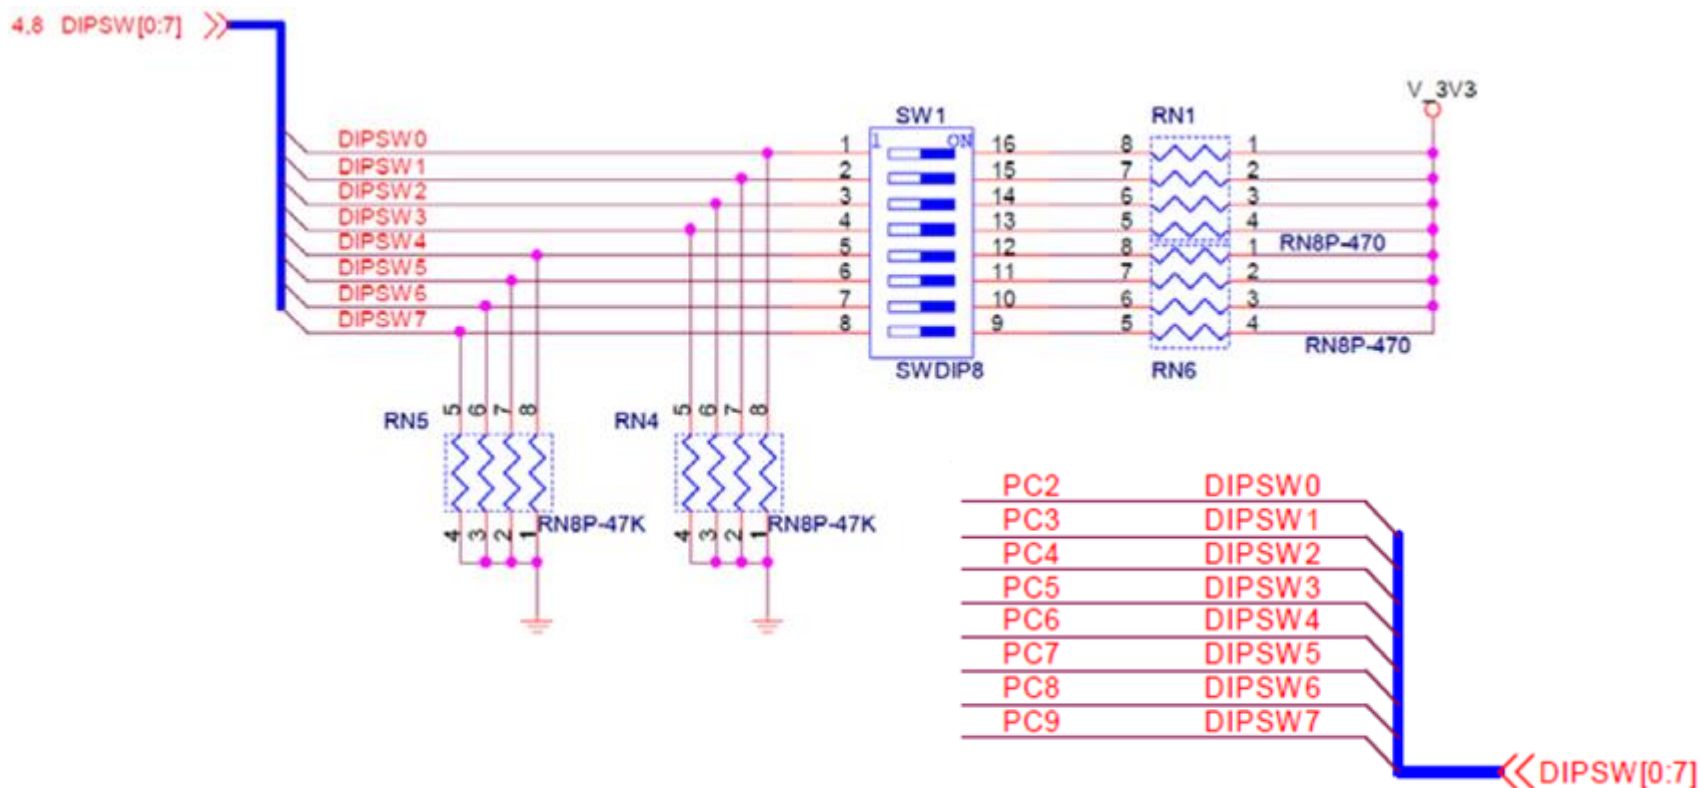 4,8 DIPSW[0:7]
V_3V3
SW1 RN1
DIPSW0 1 1 ON 16 8 1
DIPSW1 2 15 7 2
DIPSW2 3 14 6 3
DIPSW3 4 13 5 4
RN8P-470
DIPSW4 5 12 8 1
DIPSW5 6 11 7 2
DIPSW6 7 10 6 3
DIPSW7 8 9 5 4
RN8P-470
SWDIP8 RN6
RN5 5 6 7 8 RN4 5 6 7 8
RN8P-47K RN8P-47K
4 3 2 1 4 3 2 1
PC2 DIPSW0
PC3 DIPSW1
PC4 DIPSW2
PC5 DIPSW3
PC6 DIPSW4
PC7 DIPSW5
PC8 DIPSW6
PC9 DIPSW7
DIPSW[0:7]